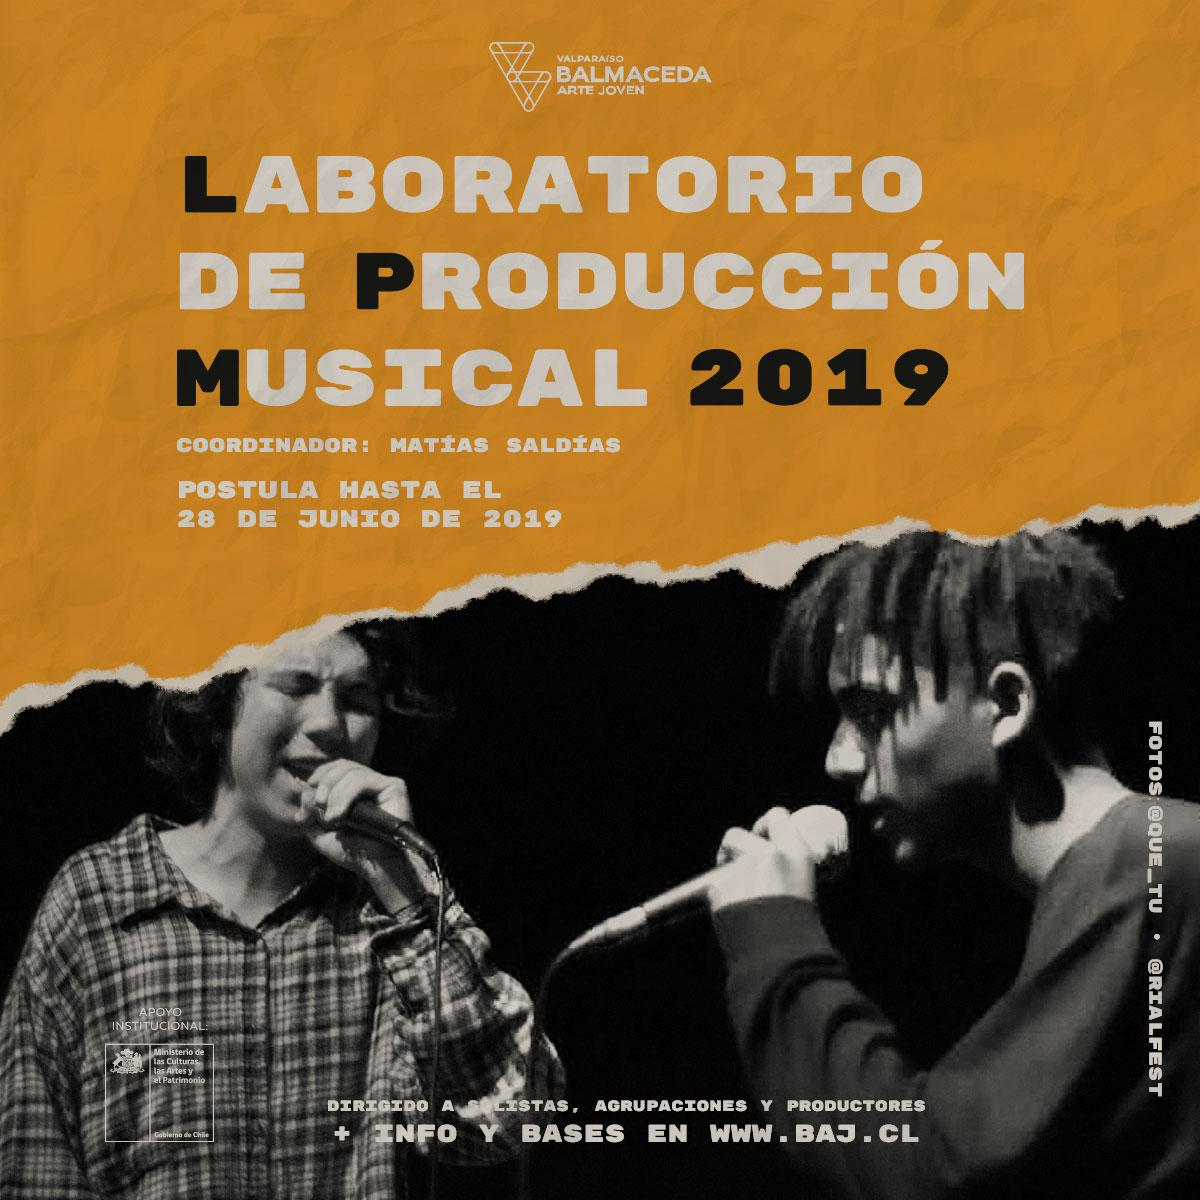 VALPARAÍSO
BALMACEDA
ARTE JOVEN
LABORATORIO
DE PRODUCCIÓN
MUSICAL 2019
COORDINADOR: MATÍAS SALDÍAS
POSTULA HASTA EL
28 DE JUNIO DE 2019
FOTOS:@QUE_TU • @RIALFEST
APOYO
INSTITUCIONAL:
Ministerio de
las Culturas,
las Artes y
el Patrimonio
Gobierno de Chile
DIRIGIDO A SOLISTAS, AGRUPACIONES Y PRODUCTORES
+ INFO Y BASES EN WWW.BAJ.CL